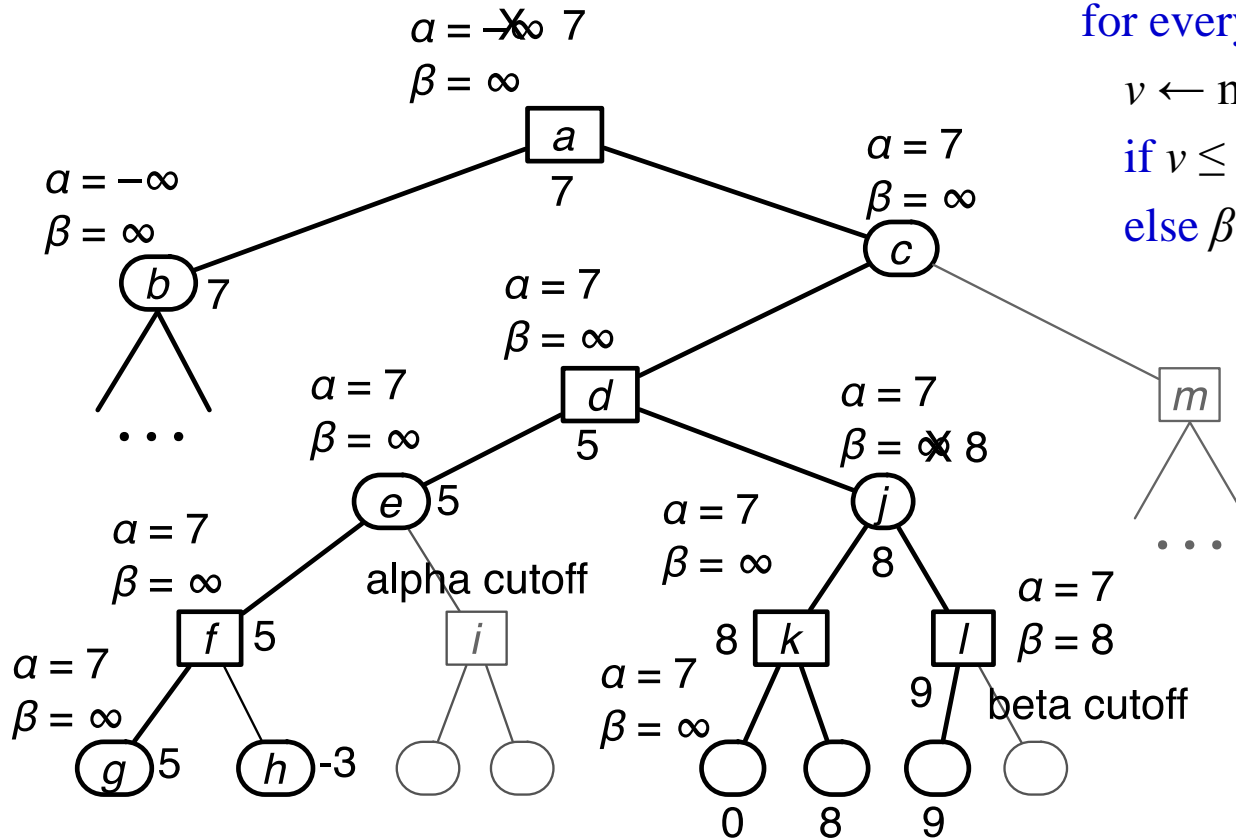 α = –∞ 7
β = ∞
for every
v ← n
if v ≤
else β
a
7
α = 7
β = ∞
c
α = –∞
β = ∞
b
7
...
α = 7
β = ∞
d
5
m
...
α = 7
β = ∞
e
5
α = 7
β = ∞ 8
j
8
α = 7
β = ∞
f
5
alpha cutoff
i
α = 7
β = ∞
8
k
l
α = 7
β = 8
9
beta cutoff
α = 7
β = ∞
g
5
h
-3
α = 7
β = ∞
0
8
9